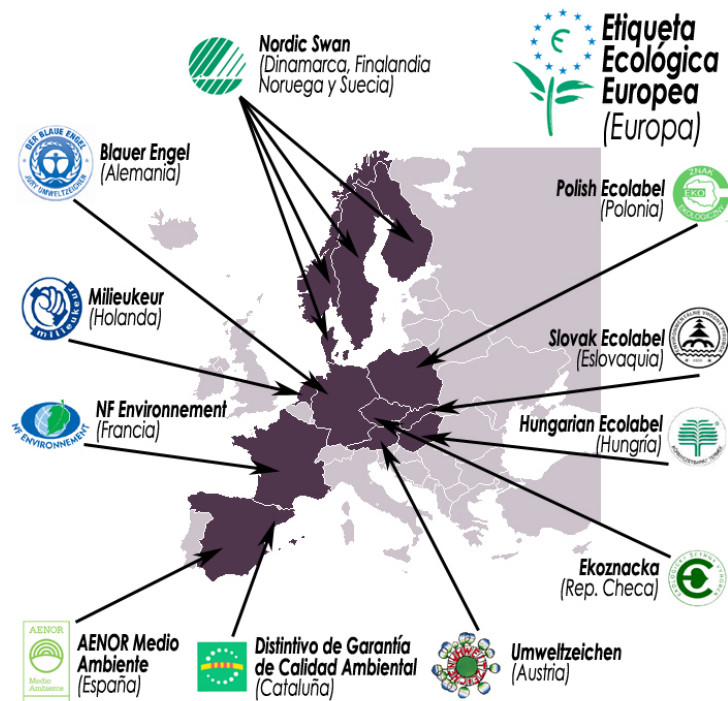 Nordic Swan
(Dinamarca, Finalandia
Noruega y Suecia)
Etiqueta
Ecológica
Europea
(Europa)
DER BLAUE ENGEL
JURY UMWELTZEICHEN
Blauer Engel
(Alemania)
Polish Ecolabel
(Polonia)
ZNAK
EKO
EKOLOGICZNY
Milieukeur
(Holanda)
milieukeur
Slovak Ecolabel
(Eslovaquia)
NF Environnement
(Francia)
NF ENVIRONNEMENT
Hungarian Ecolabel
(Hungría)
Ekoznacka
(Rep. Checa)
AENOR
Medio
Ambiente
AENOR Medio
Ambiente
(España)
Distintivo de Garantía
de Calidad Ambiental
(Cataluña)
Umweltzeichen
(Austria)